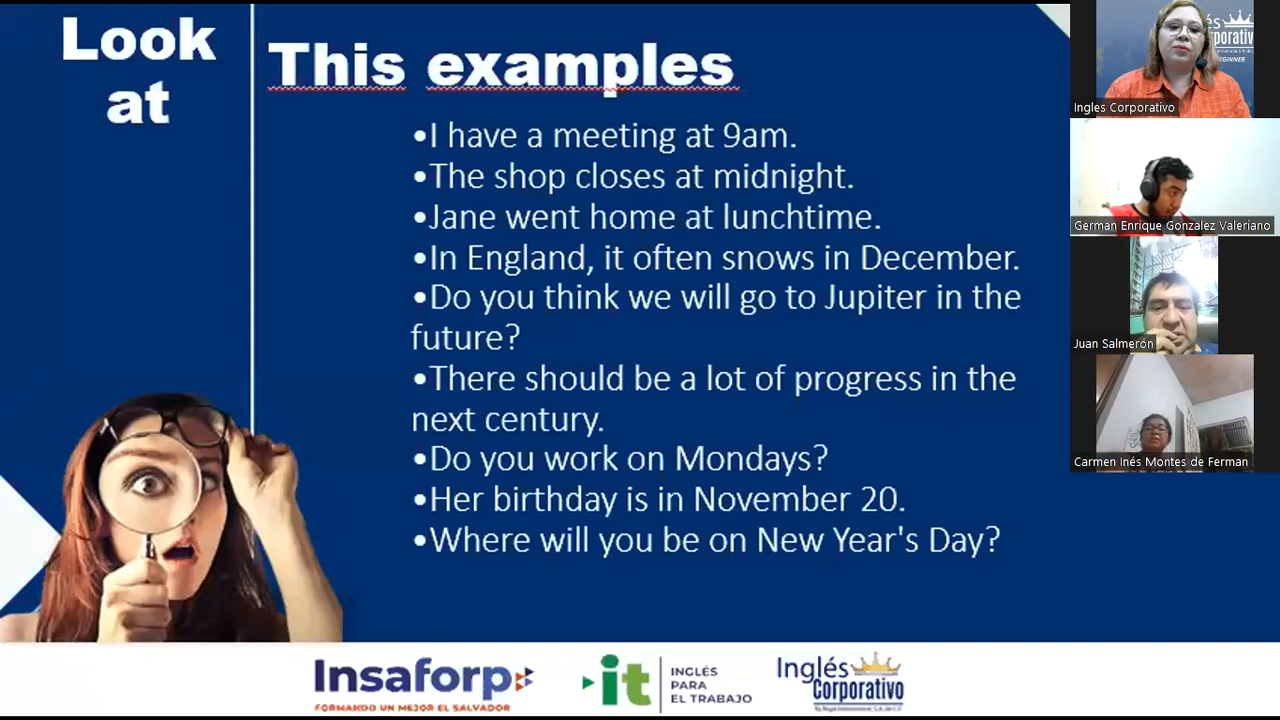 Look
at
This examples
•I have a meeting at 9am.
•The shop closes at midnight.
•Jane went home at lunchtime.
•In England, it often snows in December.
•Do you think we will go to Jupiter in the
future?
•There should be a lot of progress in the
next century.
•Do you work on Mondays?
•Her birthday is in November 20.
•Where will you be on New Year's Day?
Insaforp
FORMANDO UN MEJOR EL SALVADOR
it
INGLÉS
PARA
EL TRABAJO
Inglés
Corporativo
Ingles Corporativo
German Enrique Gonzalez Valeriano
Juan Salmerón
Carmen Inés Montes de Ferman